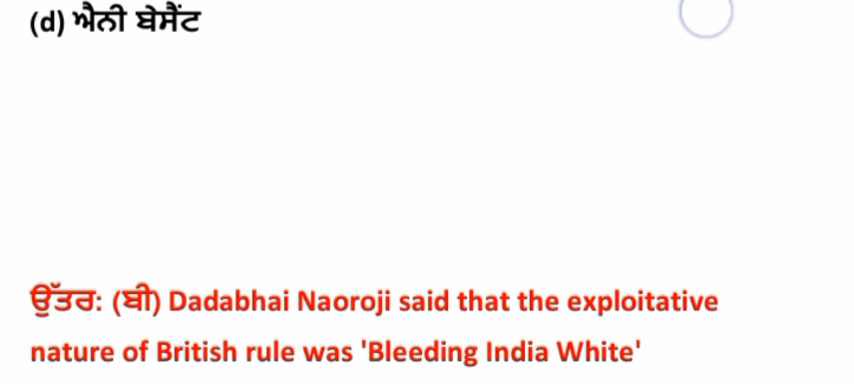 (d) ਐਨੀ ਬੇਸੈਂਟ
ਉੱਤਰ: (ਬੀ) Dadabhai Naoroji said that the exploitative
nature of British rule was 'Bleeding India White'